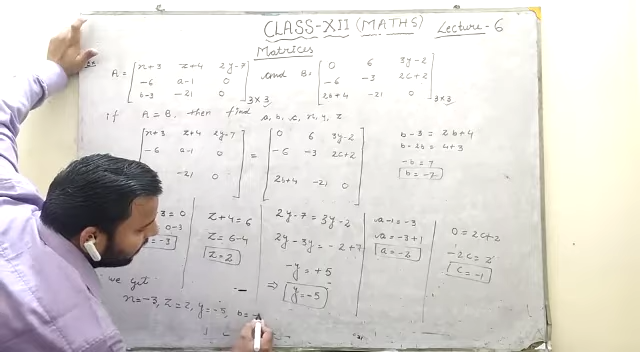 CLASS-XII (MATHS) Lecture-6
Matrices
A = [ x+3 z+4 2y-7 and B: [ 0 6 3y-2
-6 a-1 0 -6 -3 2c+2
b-3 -21 0 ] 3×3 2b+4 -21 0 ] 3×3
if A = B. then find a, b, c, x, y, z
[ x+3 z+4 2y-7 = [ 0 6 3y-2
-6 a-1 0 -6 -3 2c+2
-21 0 ] 2b+4 -21 0 ]
b-3 = 2b+4
b-2b = 4+3
-b = 7
b = -7
3 = 0
0-3
= -3
z+4 = 6
z = 6-4
z = 2
2y-7 = 3y-2
2y-3y = -2+7
-y = +5
⇒ y = -5
a-1 = -3
a = -3+1
a = -2
0 = 2c+2
-2c = 2
c = -1
we get
x = -3, z = 2, y = -5, b = -